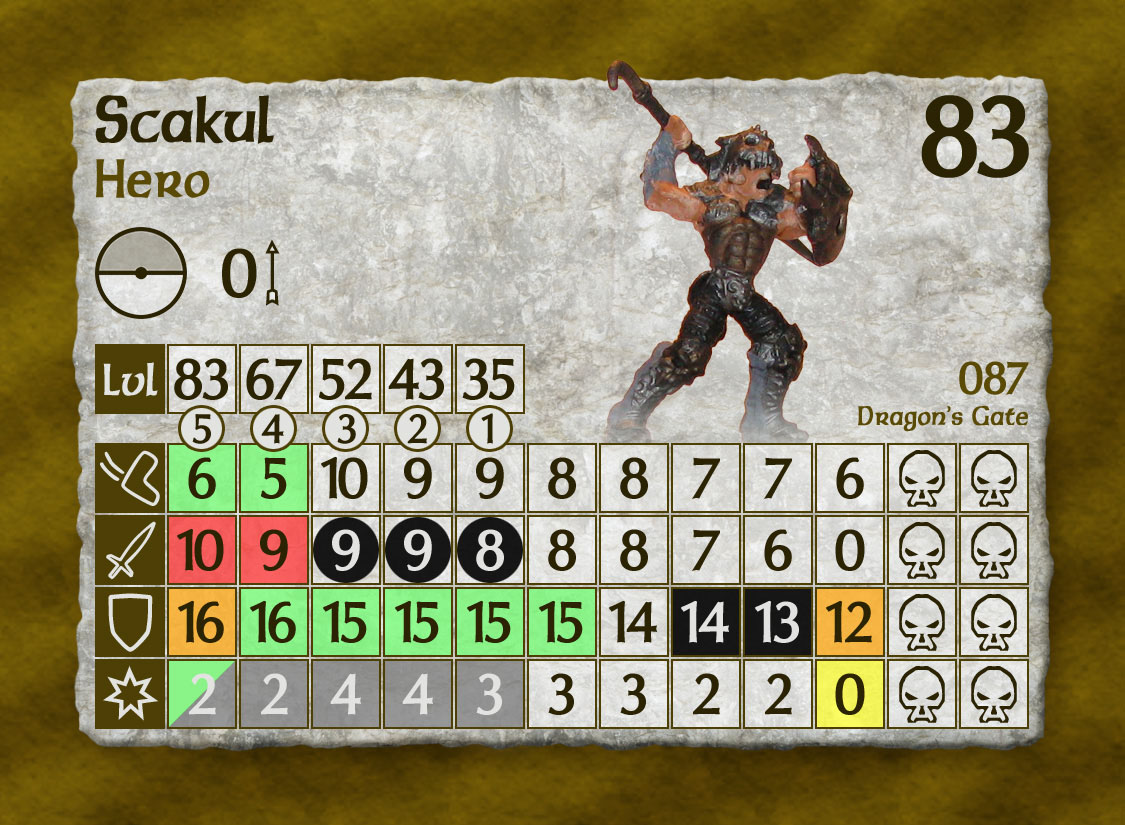 Scakul
83
Hero
0
Lvl 83 67 52 43 35
087
Dragon's Gate
5 4 3 2 1
6 5 10 9 9 8 8 7 7 6
10 9 9 9 8 8 8 7 6 0
16 16 15 15 15 15 14 14 13 12
2 2 4 4 3 3 3 2 2 0